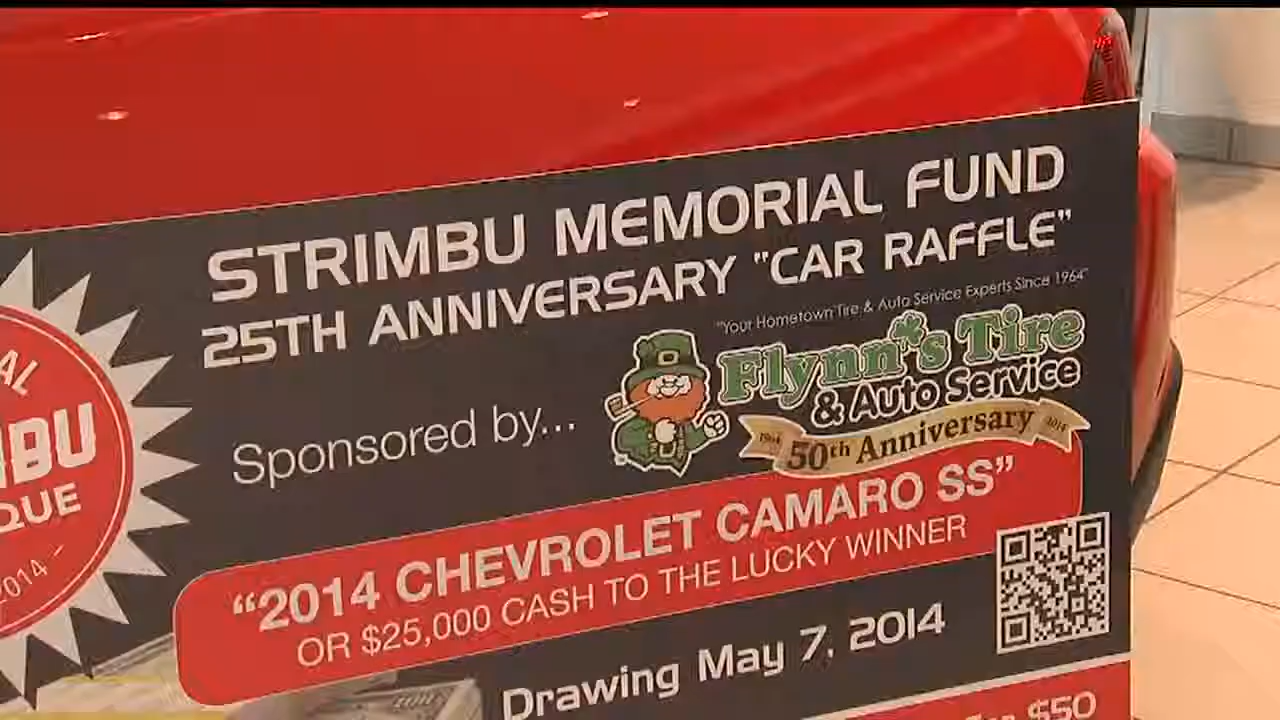 STRIMBU MEMORIAL FUND
25TH ANNIVERSARY "CAR RAFFLE"
"Your Hometown Tire & Auto Service Experts Since 1964"
Flynn's Tire
& Auto Service
1964 50th Anniversary 2014
Sponsored by...
"2014 CHEVROLET CAMARO SS"
OR $25,000 CASH TO THE LUCKY WINNER
Drawing May 7, 2014
$50
AL
BU
QUE
2014 -